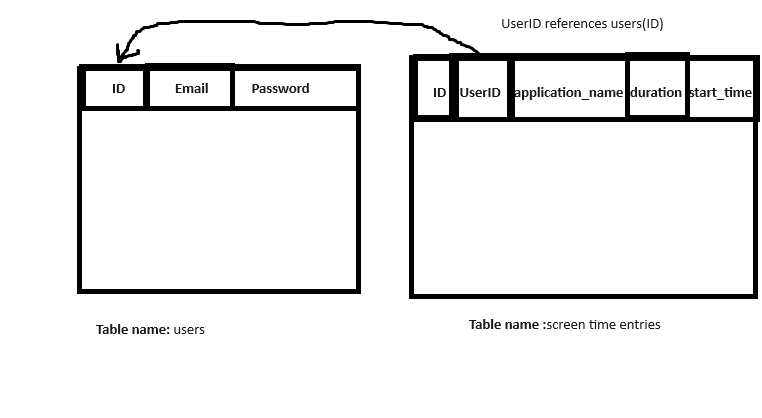 UserID references users(ID)
ID Email Password
ID UserID application_name duration start_time
Table name: users
Table name :screen time entries